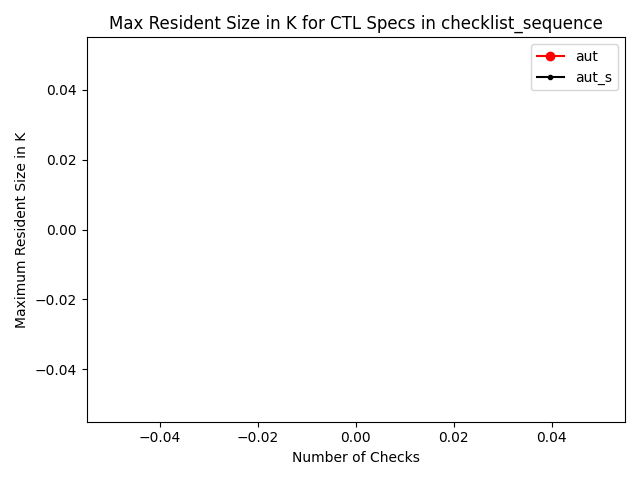 Max Resident Size in K for CTL Specs in checklist_sequence
aut
aut_s
Maximum Resident Size in K
0.04
0.02
0.00
−0.02
−0.04
−0.04
−0.02
0.00
0.02
0.04
Number of Checks